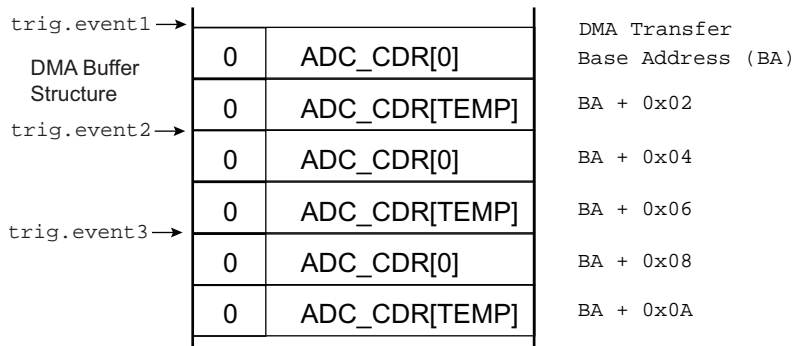 trig.event1
DMA Transfer
0 ADC_CDR[0] Base Address (BA)
DMA Buffer
Structure
0 ADC_CDR[TEMP] BA + 0x02
trig.event2
0 ADC_CDR[0] BA + 0x04
0 ADC_CDR[TEMP] BA + 0x06
trig.event3
0 ADC_CDR[0] BA + 0x08
0 ADC_CDR[TEMP] BA + 0x0A